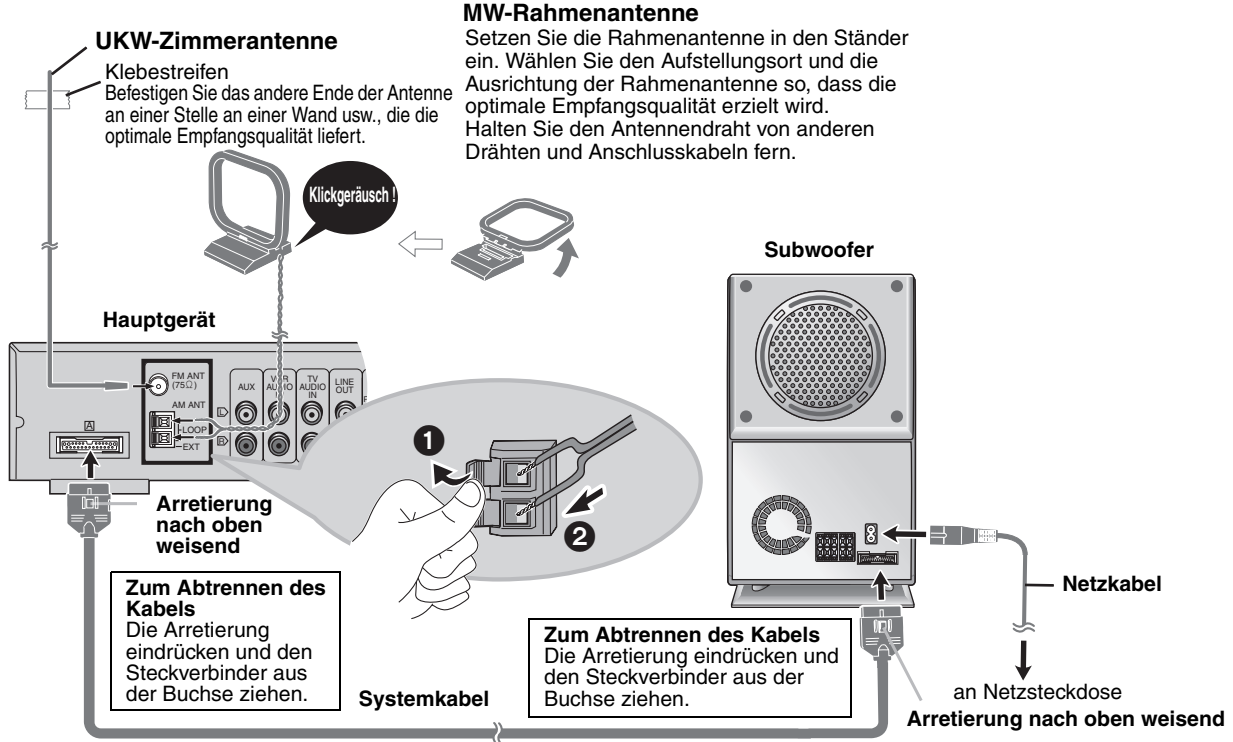 MW-Rahmenantenne
Setzen Sie die Rahmenantenne in den Ständer
ein. Wählen Sie den Aufstellungsort und die
Ausrichtung der Rahmenantenne so, dass die
optimale Empfangsqualität erzielt wird.
Halten Sie den Antennendraht von anderen
Drähten und Anschlusskabeln fern.
UKW-Zimmerantenne
Klebestreifen
Befestigen Sie das andere Ende der Antenne
an einer Stelle an einer Wand usw., die die
optimale Empfangsqualität liefert.
Klickgeräusch !
Subwoofer
Hauptgerät
FM ANT
(75Ω)
AM ANT
LOOP
EXT
A
AUX
VCR
AUDIO
TV
AUDIO
IN
LINE
OUT
L
R
1
2
Arretierung
nach oben
weisend
Zum Abtrennen des
Kabels
Die Arretierung
eindrücken und den
Steckverbinder aus
der Buchse ziehen.
Systemkabel
Zum Abtrennen des Kabels
Die Arretierung eindrücken und
den Steckverbinder aus der
Buchse ziehen.
Netzkabel
an Netzsteckdose
Arretierung nach oben weisend